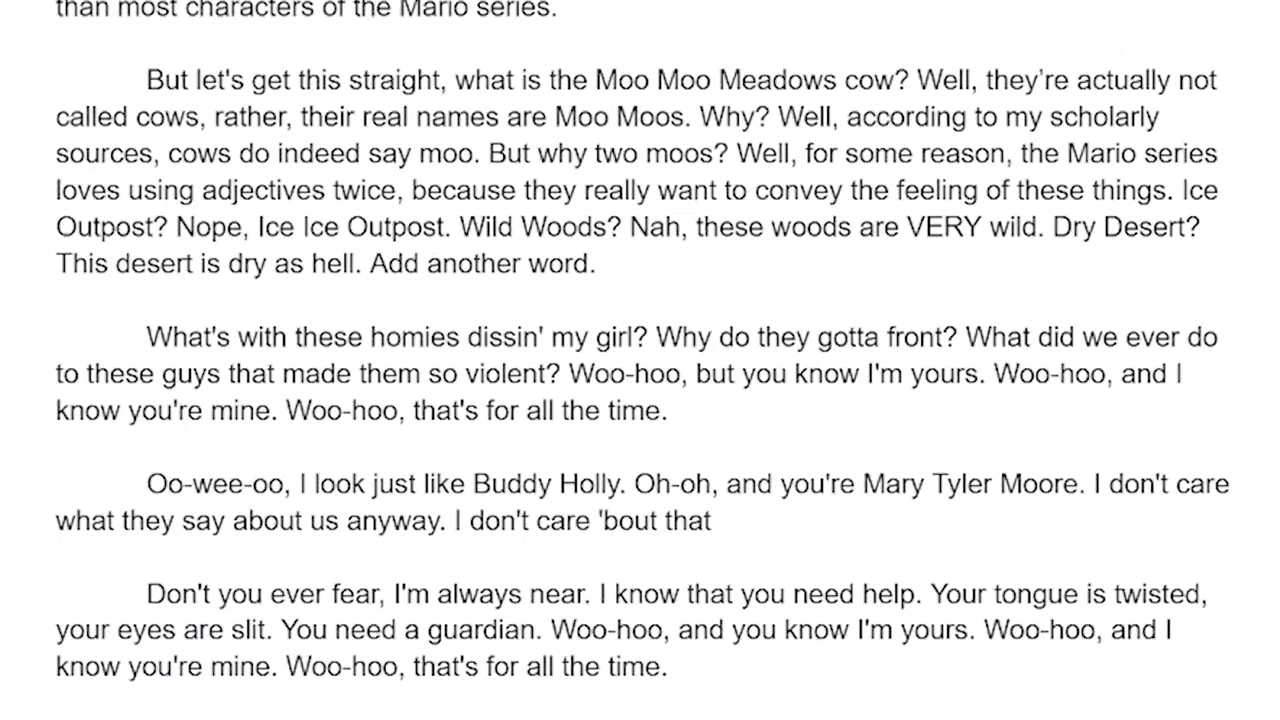 than most characters of the Mario series.
But let's get this straight, what is the Moo Moo Meadows cow? Well, they’re actually not
called cows, rather, their real names are Moo Moos. Why? Well, according to my scholarly
sources, cows do indeed say moo. But why two moos? Well, for some reason, the Mario series
loves using adjectives twice, because they really want to convey the feeling of these things. Ice
Outpost? Nope, Ice Ice Outpost. Wild Woods? Nah, these woods are VERY wild. Dry Desert?
This desert is dry as hell. Add another word.
What's with these homies dissin' my girl? Why do they gotta front? What did we ever do
to these guys that made them so violent? Woo-hoo, but you know I'm yours. Woo-hoo, and I
know you're mine. Woo-hoo, that's for all the time.
Oo-wee-oo, I look just like Buddy Holly. Oh-oh, and you're Mary Tyler Moore. I don't care
what they say about us anyway. I don't care 'bout that
Don't you ever fear, I'm always near. I know that you need help. Your tongue is twisted,
your eyes are slit. You need a guardian. Woo-hoo, and you know I'm yours. Woo-hoo, and I
know you're mine. Woo-hoo, that's for all the time.